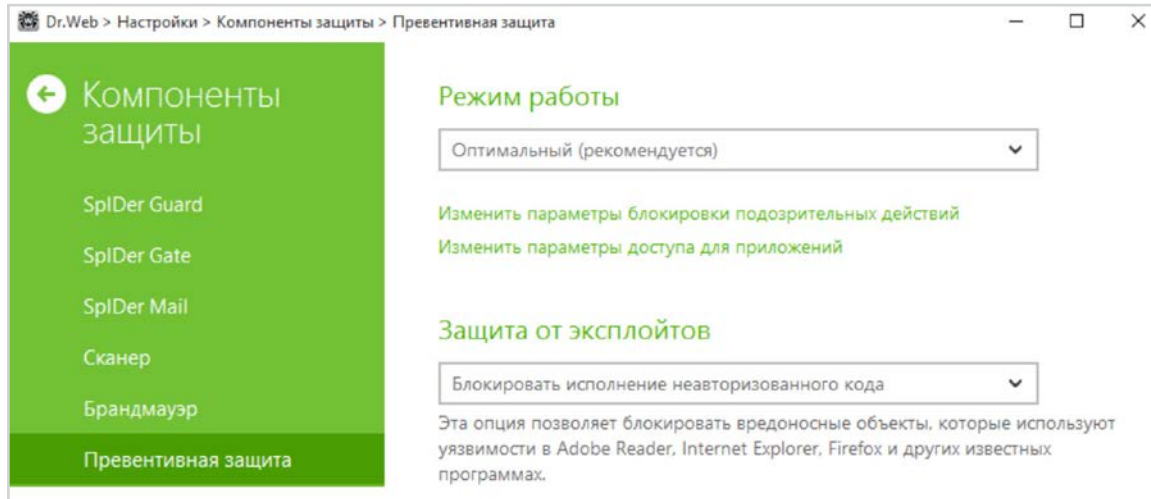 Dr.Web > Настройки > Компоненты защиты > Превентивная защита
Компоненты
защиты
SpIDer Guard
SpIDer Gate
SpIDer Mail
Сканер
Брандмауэр
Превентивная защита
Режим работы
Оптимальный (рекомендуется)
Изменить параметры блокировки подозрительных действий
Изменить параметры доступа для приложений
Защита от эксплойтов
Блокировать исполнение неавторизованного кода
Эта опция позволяет блокировать вредоносные объекты, которые используют
уязвимости в Adobe Reader, Internet Explorer, Firefox и других известных
программах.